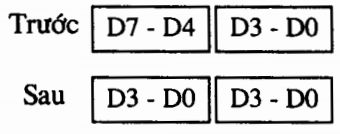 Trước D7 - D4 D3 - D0
Sau D3 - D0 D3 - D0